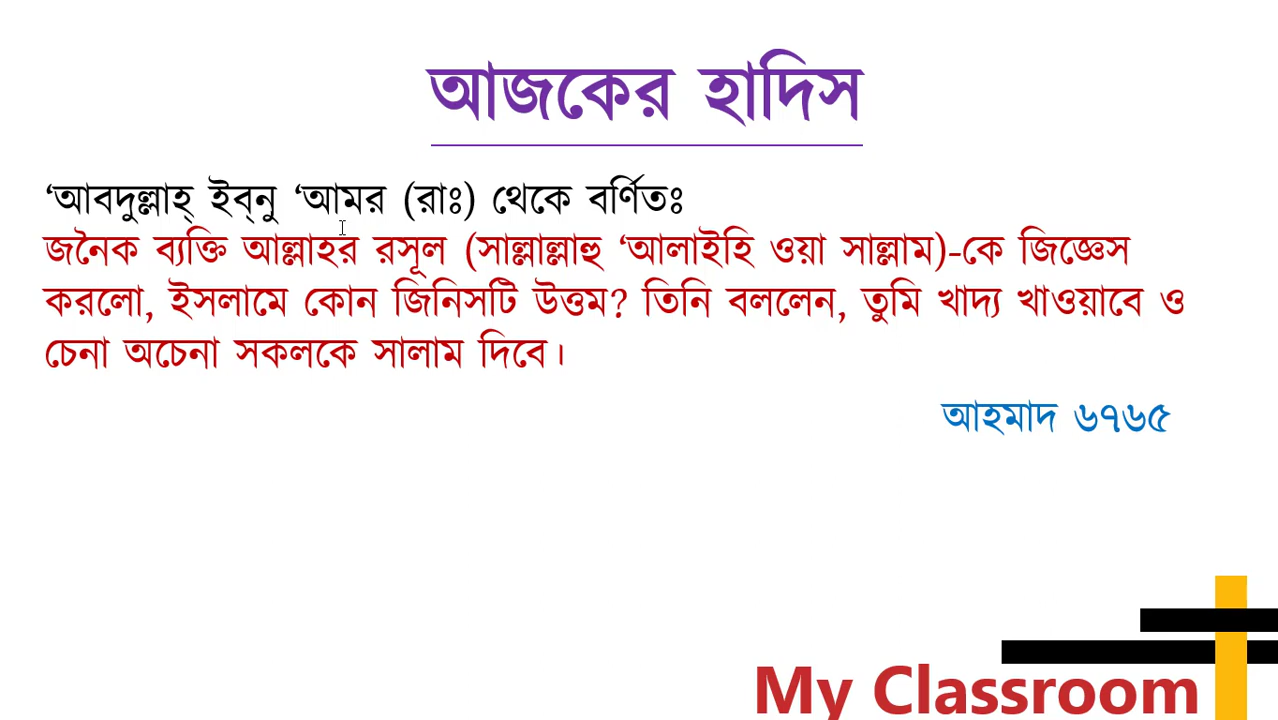 আজকের হাদিস
‘আবদুল্লাহ্ ইব্‌নু ‘আমর (রাঃ) থেকে বর্ণিতঃ
জনৈক ব্যক্তি আল্লাহর রসূল (সাল্লাল্লাহু ‘আলাইহি ওয়া সাল্লাম)-কে জিজ্ঞেস
করলো, ইসলামে কোন জিনিসটি উত্তম? তিনি বললেন, তুমি খাদ্য খাওয়াবে ও
চেনা অচেনা সকলকে সালাম দিবে।
আহমাদ ৬৭৬৫
My Classroom